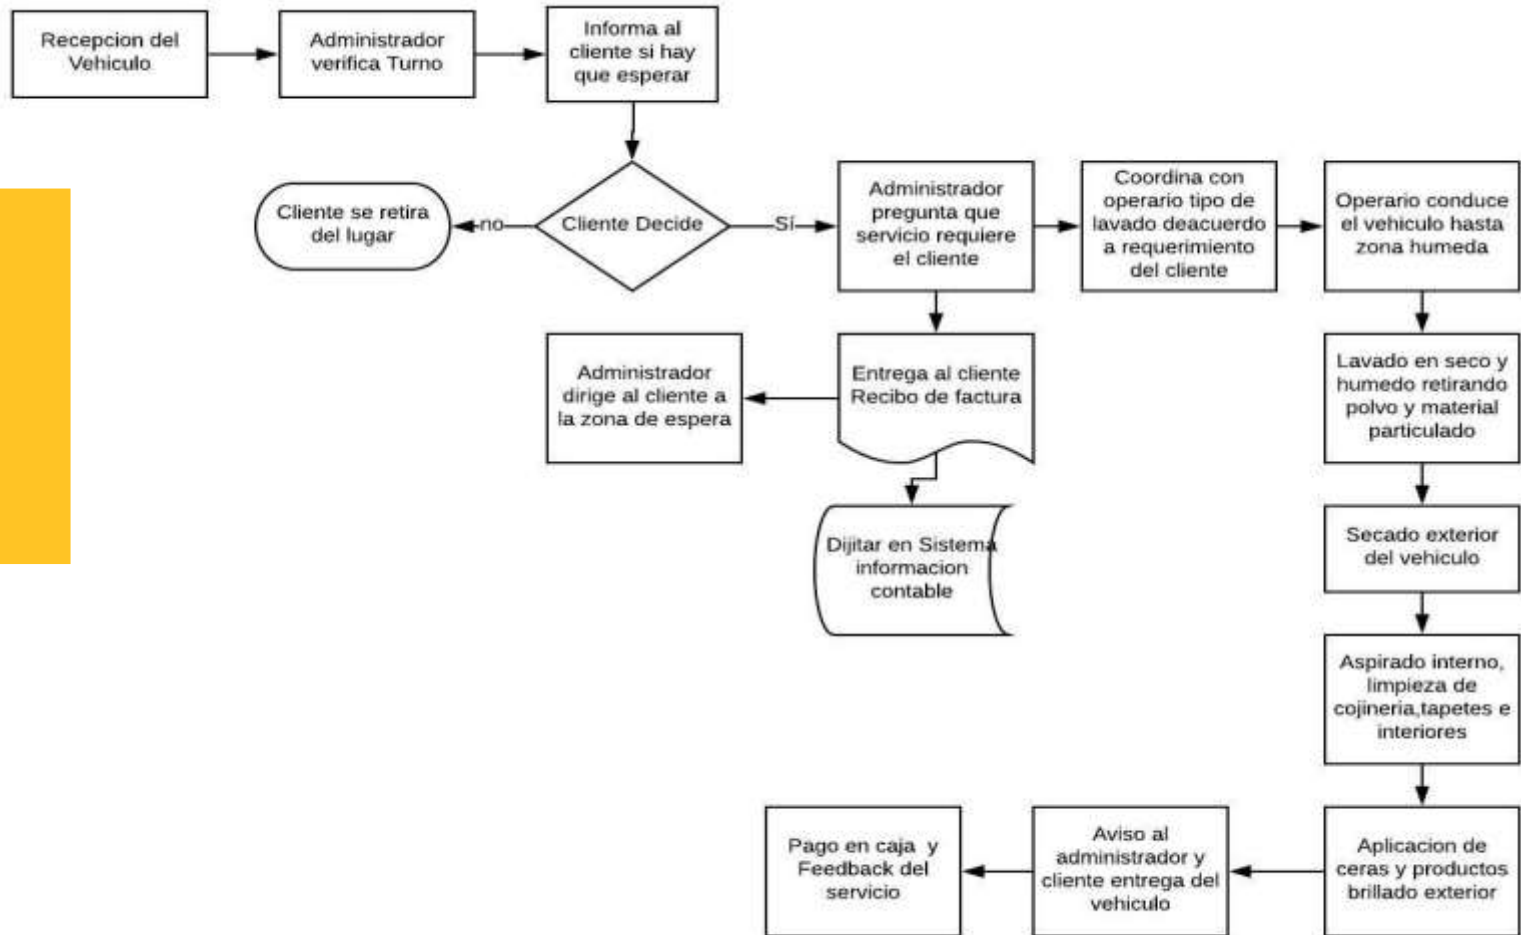 Recepcion del
Vehiculo
Administrador
verifica Turno
Informa al
cliente si hay
que esperar
Cliente se retira
del lugar
no
Cliente Decide
Sí
Administrador
pregunta que
servicio requiere
el cliente
Coordina con
operario tipo de
lavado deacuerdo
a requerimiento
del cliente
Operario conduce
el vehiculo hasta
zona humeda
Administrador
dirige al cliente a
la zona de espera
Entrega al cliente
Recibo de factura
Lavado en seco y
humedo retirando
polvo y material
particulado
Dijitar en Sistema
informacion
contable
Secado exterior
del vehiculo
Aspirado interno,
limpieza de
cojineria,tapetes e
interiores
Pago en caja y
Feedback del
servicio
Aviso al
administrador y
cliente entrega del
vehiculo
Aplicacion de
ceras y productos
brillado exterior